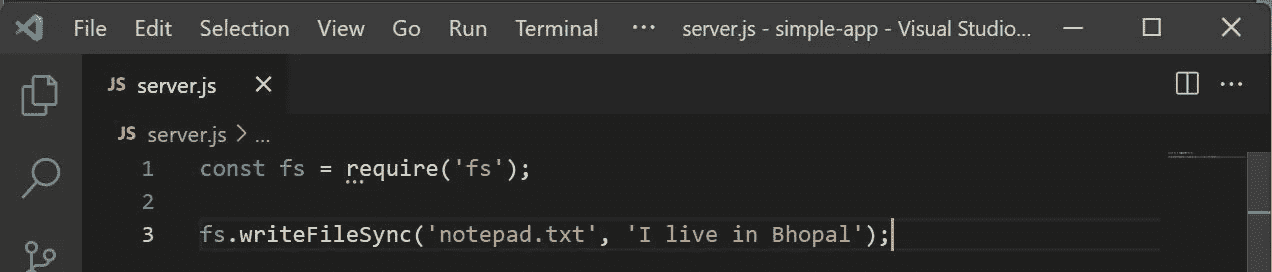 File Edit Selection View Go Run Terminal ··· server.js - simple-app - Visual Studio...
JS server.js
JS server.js > ...
1 const fs = require('fs');
2
3 fs.writeFileSync('notepad.txt', 'I live in Bhopal');